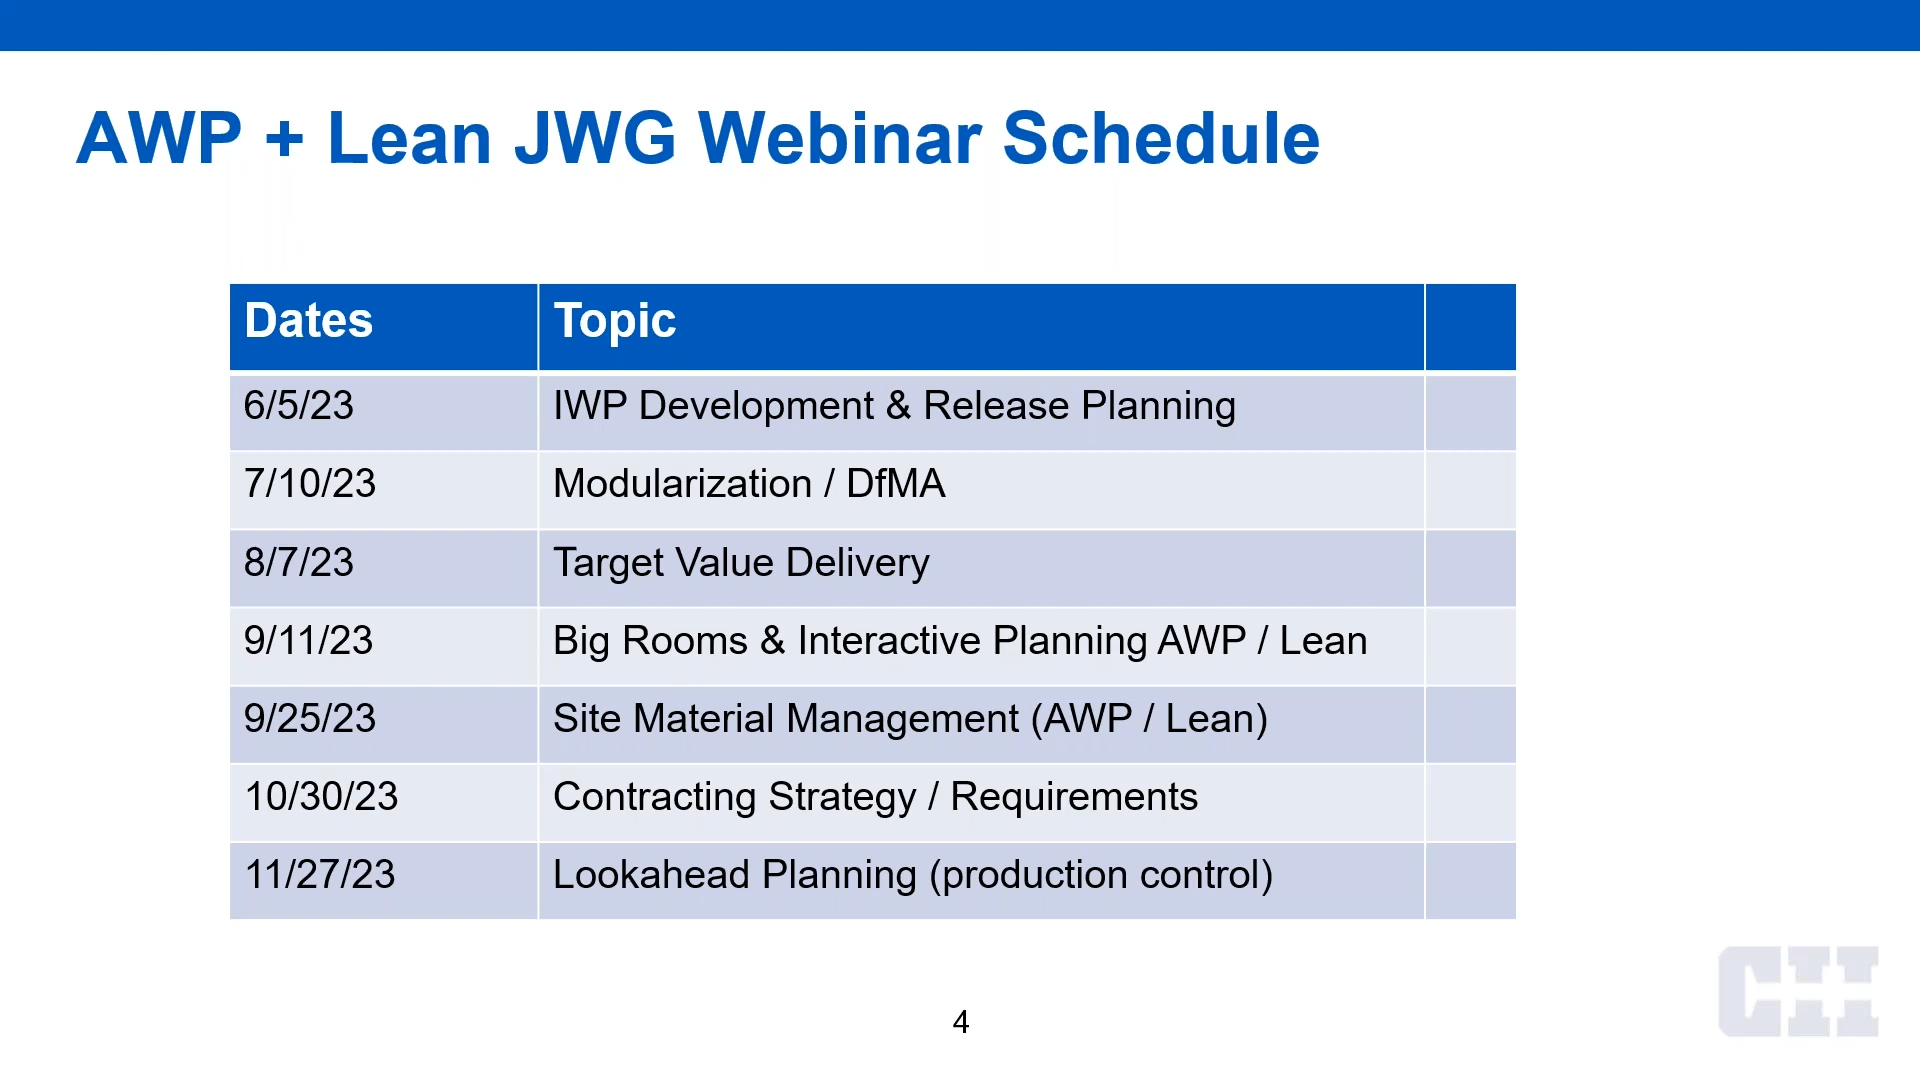 AWP + Lean JWG Webinar Schedule
Dates Topic
6/5/23 IWP Development & Release Planning
7/10/23 Modularization / DfMA
8/7/23 Target Value Delivery
9/11/23 Big Rooms & Interactive Planning AWP / Lean
9/25/23 Site Material Management (AWP / Lean)
10/30/23 Contracting Strategy / Requirements
11/27/23 Lookahead Planning (production control)
CII
4